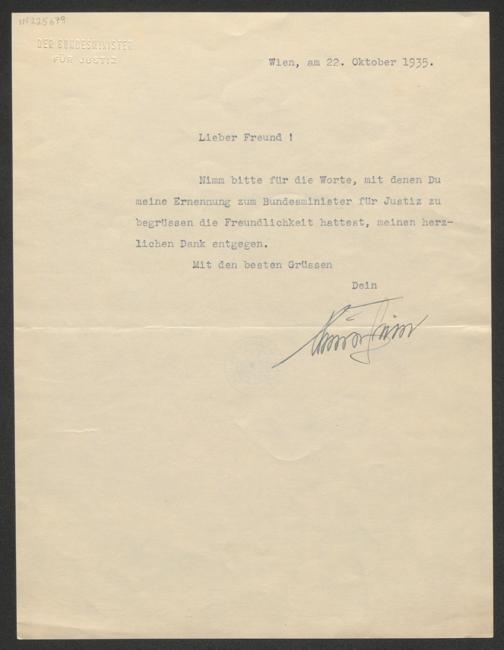 IN 225679
DER BUNDESMINISTER
FÜR JUSTIZ
Wien, am 22. Oktober 1935.
Lieber Freund !
Nimm bitte für die Worte, mit denen Du
meine Ernennung zum Bundesminister für Justiz zu
begrüssen die Freundlichkeit hattest, meinen herz-
lichen Dank entgegen.
Mit den besten Grüssen
Dein